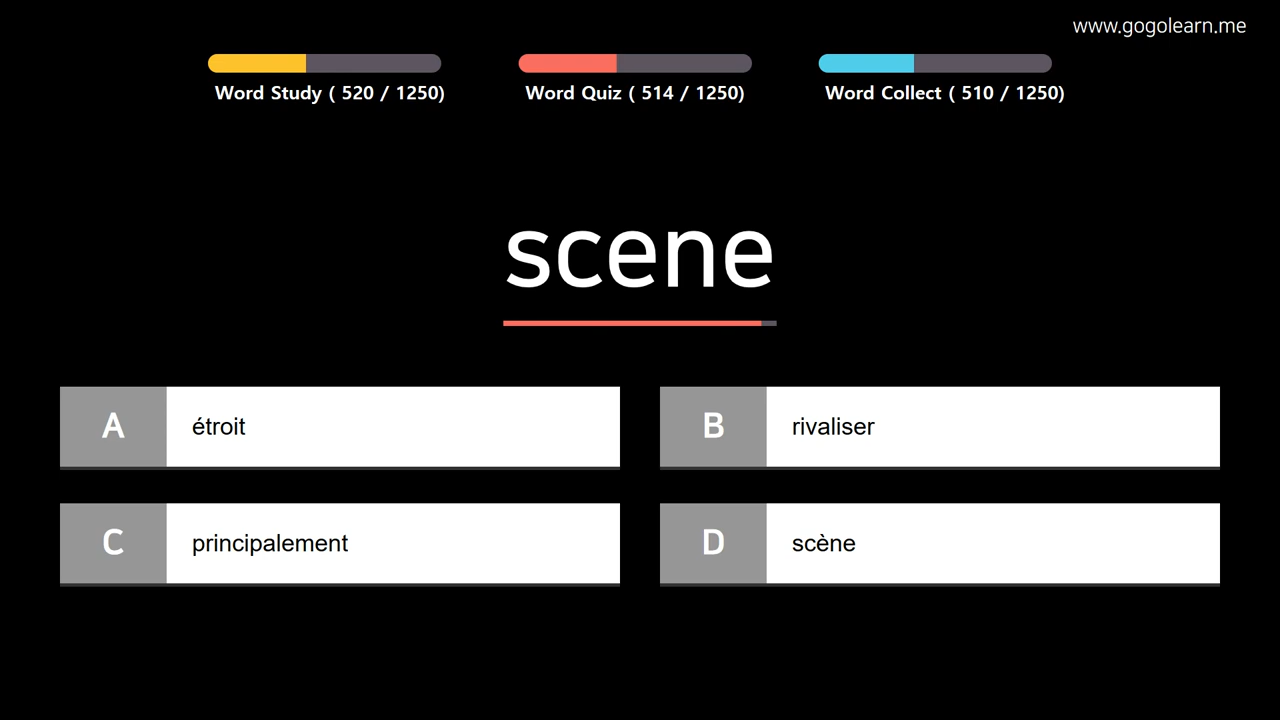 www.gogolearn.me
Word Study ( 520 / 1250)
Word Quiz ( 514 / 1250)
Word Collect ( 510 / 1250)
scene
A étroit
B rivaliser
C principalement
D scène